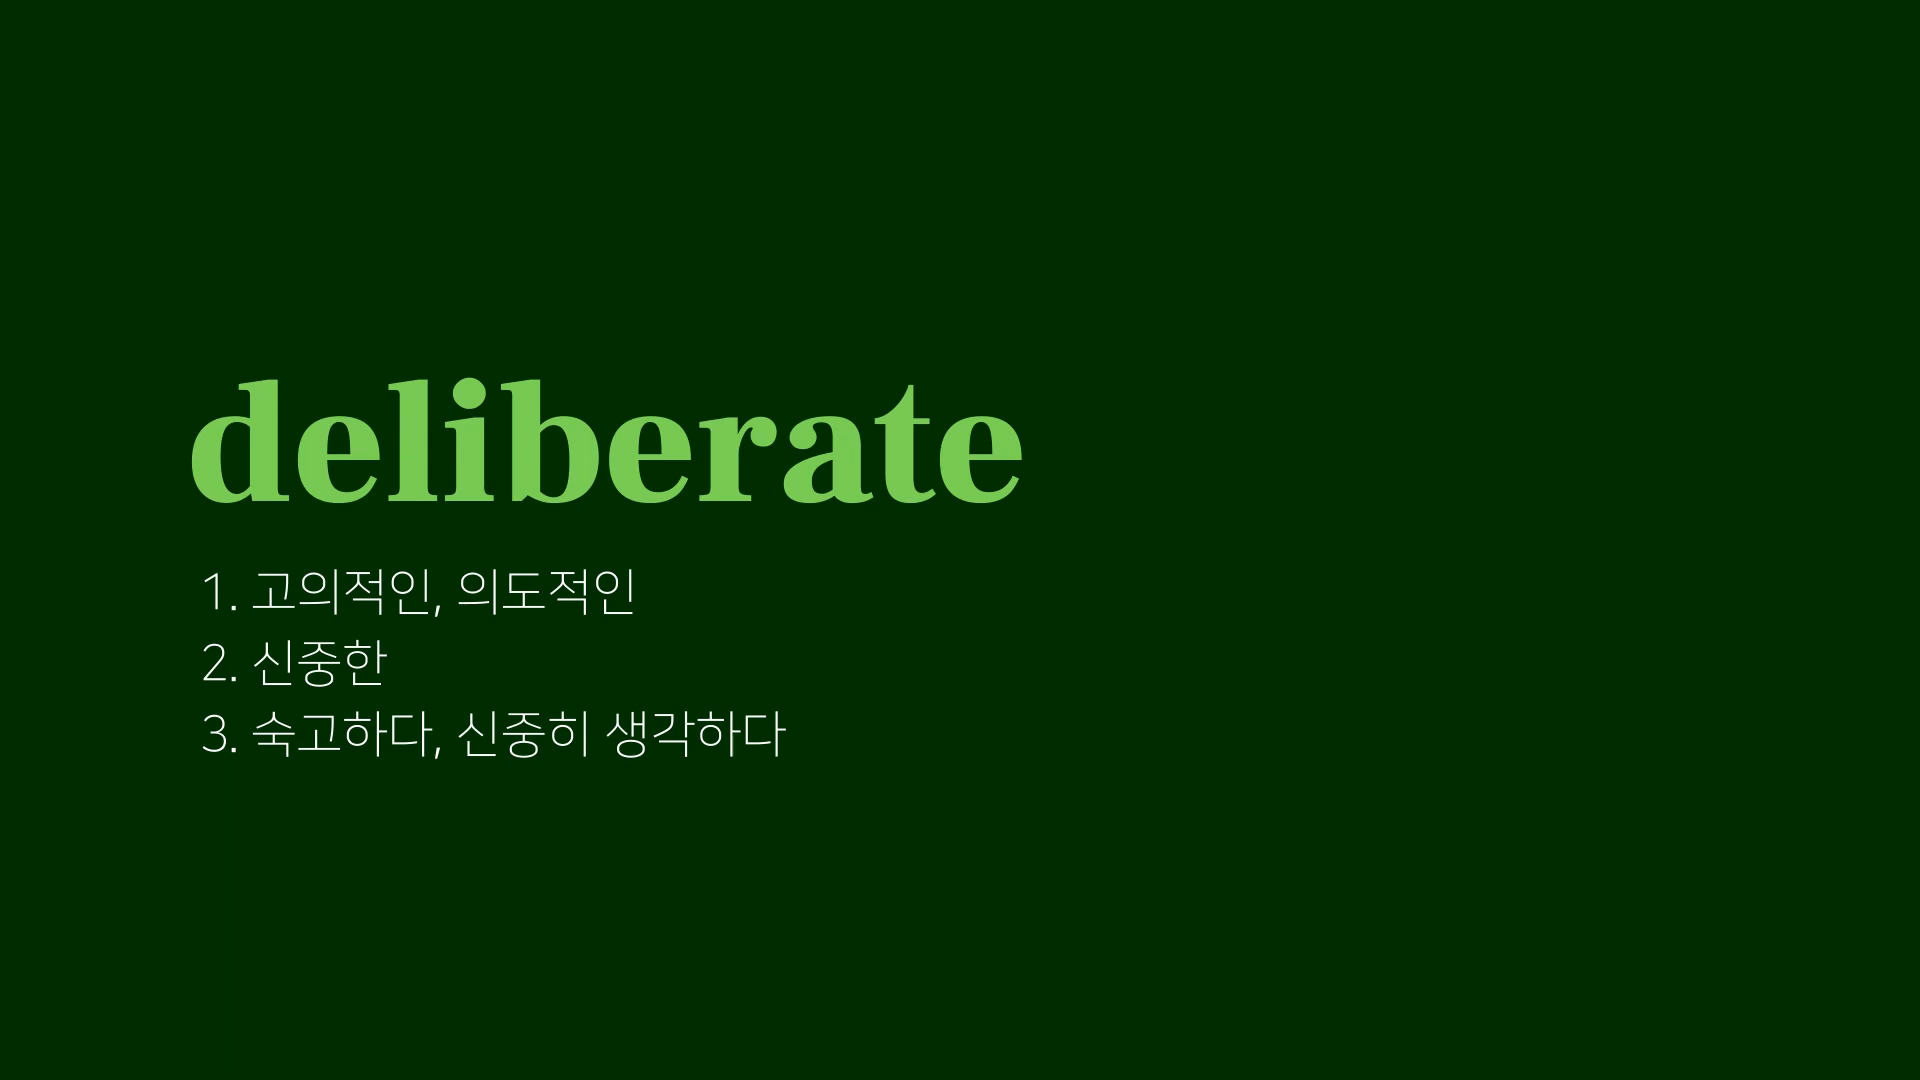 deliberate
1. 고의적인, 의도적인
2. 신중한
3. 숙고하다, 신중히 생각하다